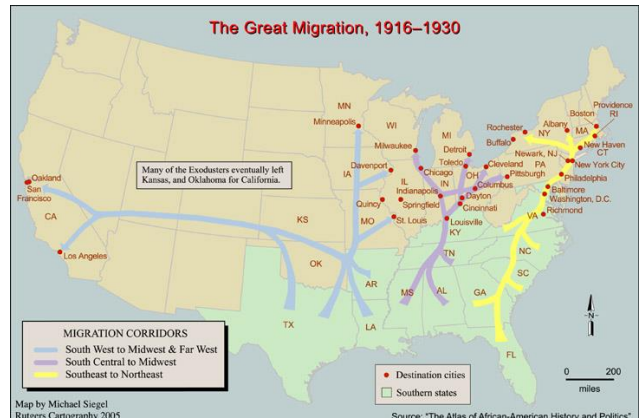 The Great Migration, 1916–1930
Many of the Exodusters eventually left
Kansas, and Oklahoma for California.
MN
Minneapolis
WI
Milwaukee
MI
Detroit
Toledo
Cleveland
Rochester
Buffalo
Albany
NY
Boston
MA
Providence
RI
New Haven
CT
New York City
Newark, NJ
PA
Philadelphia
Pittsburgh
Baltimore
Washington, D.C.
Richmond
VA
IA
Davenport
IL
Chicago
IN
OH
Indianapolis
Columbus
Dayton
Cincinnati
Quincy
Springfield
St. Louis
MO
Louisville
KY
Oakland
San
Francisco
CA
Los Angeles
KS
OK
AR
TN
NC
SC
MS
AL
GA
TX
LA
FL
MIGRATION CORRIDORS
South West to Midwest & Far West
South Central to Midwest
Southeast to Northeast
Destination cities
Southern states
N
0 200
miles
Map by Michael Siegel
Rutgers Cartography 2005
Source: "The Atlas of African-American History and Politics"